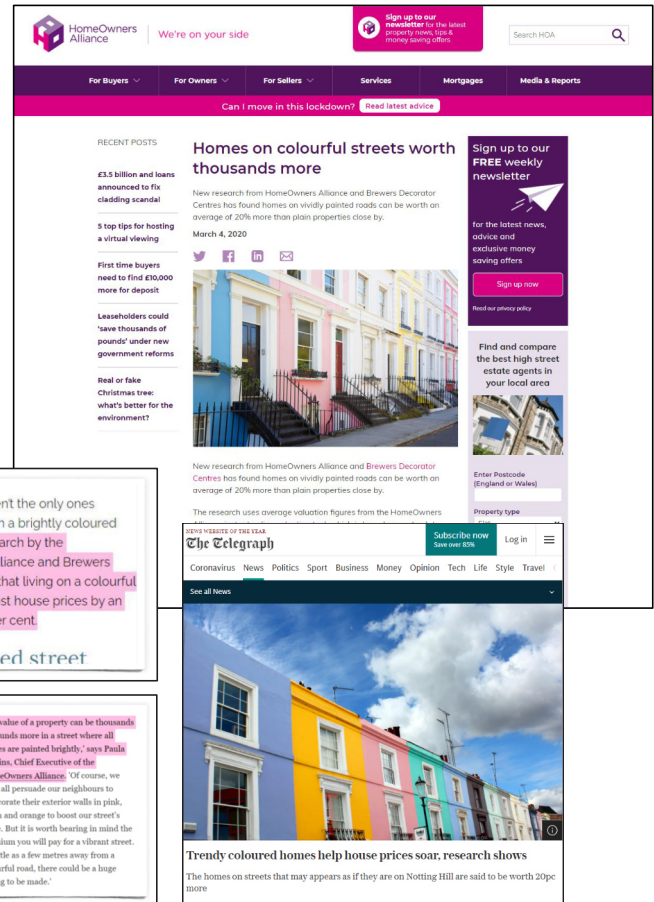 HomeOwners
Alliance
We're on your side
Sign up to our
newsletter for the latest
property news, tips &
money saving offers
Search HOA
For Buyers
For Owners
For Sellers
Services
Mortgages
Media & Reports
Can I move in this lockdown? Read latest advice
RECENT POSTS
£3.5 billion and loans
announced to fix
cladding scandal
5 top tips for hosting
a virtual viewing
First time buyers
need to find £10,000
more for deposit
Leaseholders could
'save thousands of
pounds' under new
government reforms
Real or fake
Christmas tree:
what's better for the
environment?
Homes on colourful streets worth
thousands more
New research from HomeOwners Alliance and Brewers Decorator
Centres has found homes on vividly painted roads can be worth an
average of 20% more than plain properties close by.
March 4, 2020
New research from HomeOwners Alliance and Brewers Decorator
Centres has found homes on vividly painted roads can be worth an
average of 20% more than plain properties close by.
The research uses average valuation figures from the HomeOwners
Sign up to our
FREE weekly
newsletter
for the latest news,
advice and
exclusive money
saving offers
Sign up now
Read our privacy policy
Find and compare
the best high street
estate agents in
your local area
Enter Postcode
(England or Wales)
Property type
n't the only ones
n a brightly coloured
arch by the
liance and Brewers
that living on a colourful
st house prices by an
er cent.
ed street
value of a property can be thousands
unds more in a street where all
es are painted brightly,' says Paula
ins, Chief Executive of the
eOwners Alliance. 'Of course, we
all persuade our neighbours to
orate their exterior walls in pink,
n and orange to boost our street's
e. But it is worth bearing in mind the
ium you will pay for a vibrant street.
tle as a few metres away from a
urful road, there could be a huge
g to be made.'
NEWS WEBSITE OF THE YEAR
The Telegraph
Subscribe now
Save over 85%
Log in
Coronavirus News Politics Sport Business Money Opinion Tech Life Style Travel
See all News
Trendy coloured homes help house prices soar, research shows
The homes on streets that may appears as if they are on Notting Hill are said to be worth 20pc
more